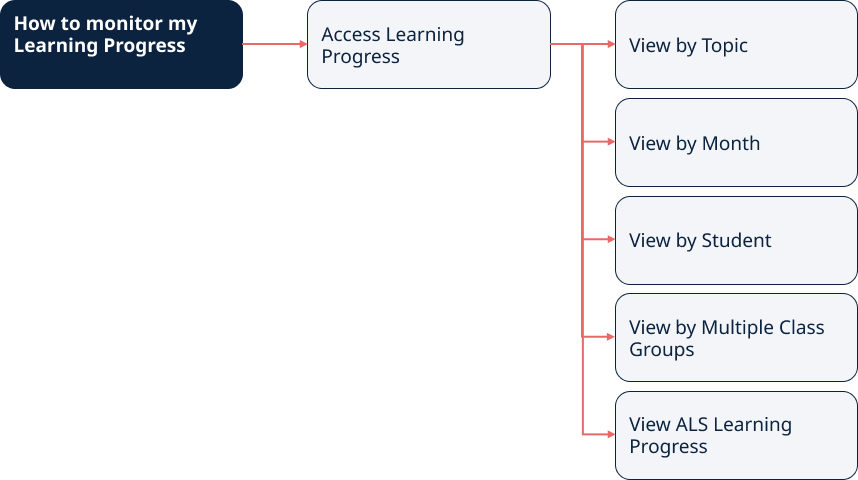 How to monitor my
Learning Progress
Access Learning
Progress
View by Topic
View by Month
View by Student
View by Multiple Class
Groups
View ALS Learning
Progress